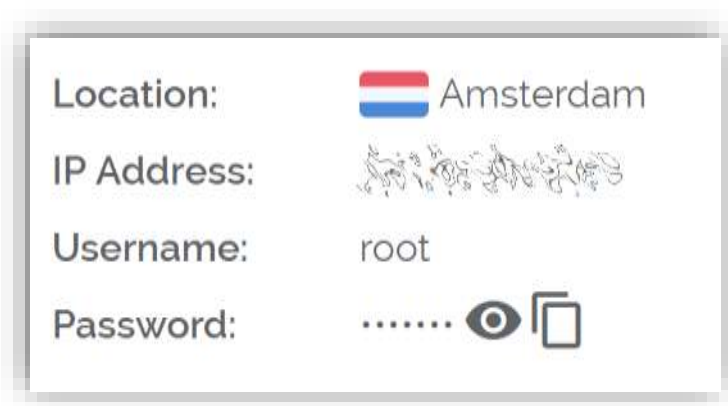 Location: Amsterdam
IP Address:
Username: root
Password: ·······